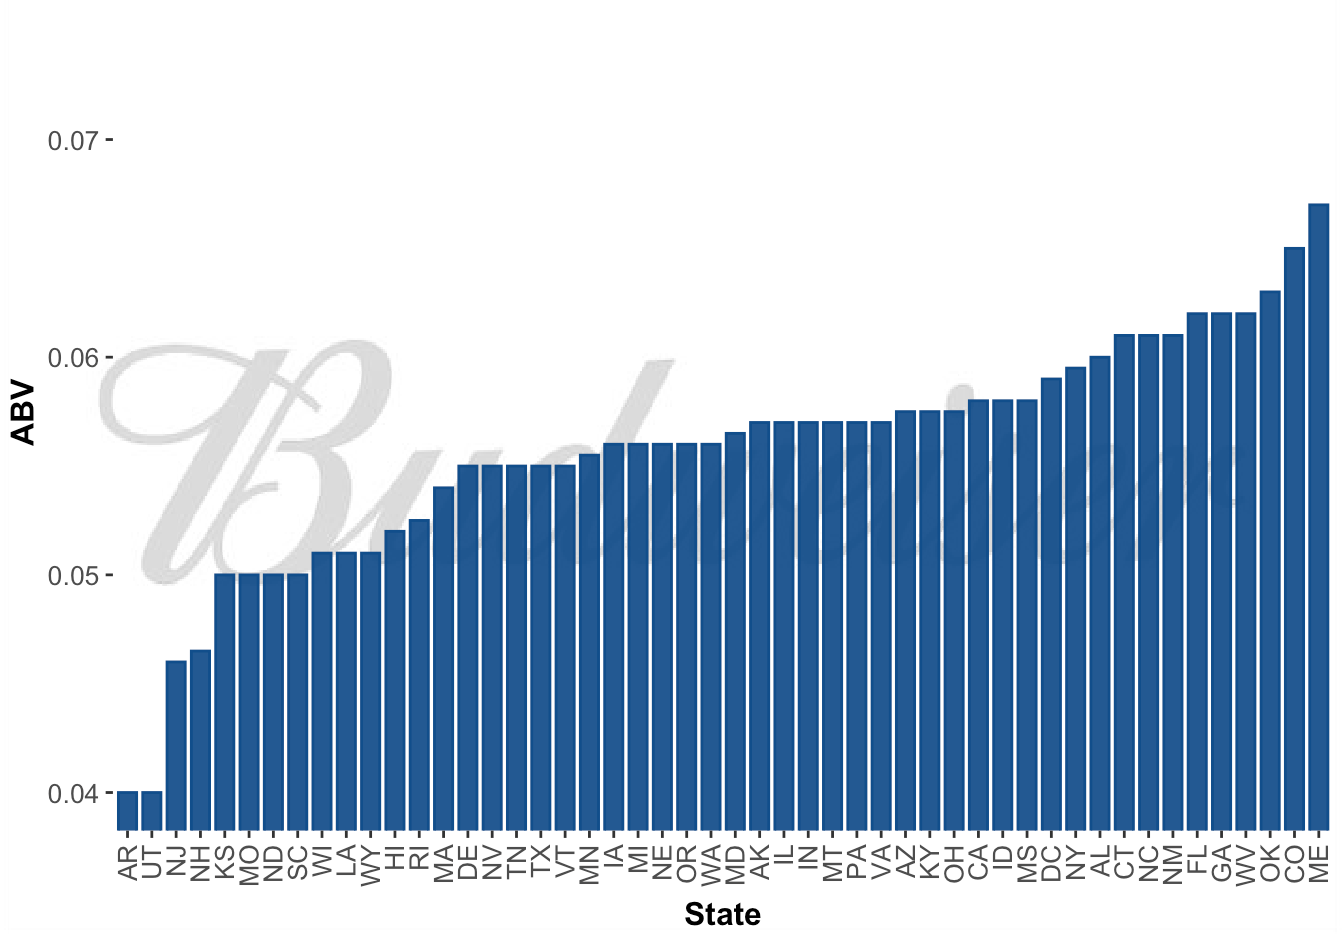 0.07
0.06
0.05
0.04
ABV
Budweiser
AR UT NJ NH KS MO ND SC WI LA WY HI RI MA DE NV TN TX VT MN IA MI NE OR WA MD AK IL IN MT PA VA AZ KY OH CA ID MS DC NY AL CT NC NM FL GA WV OK CO ME
State